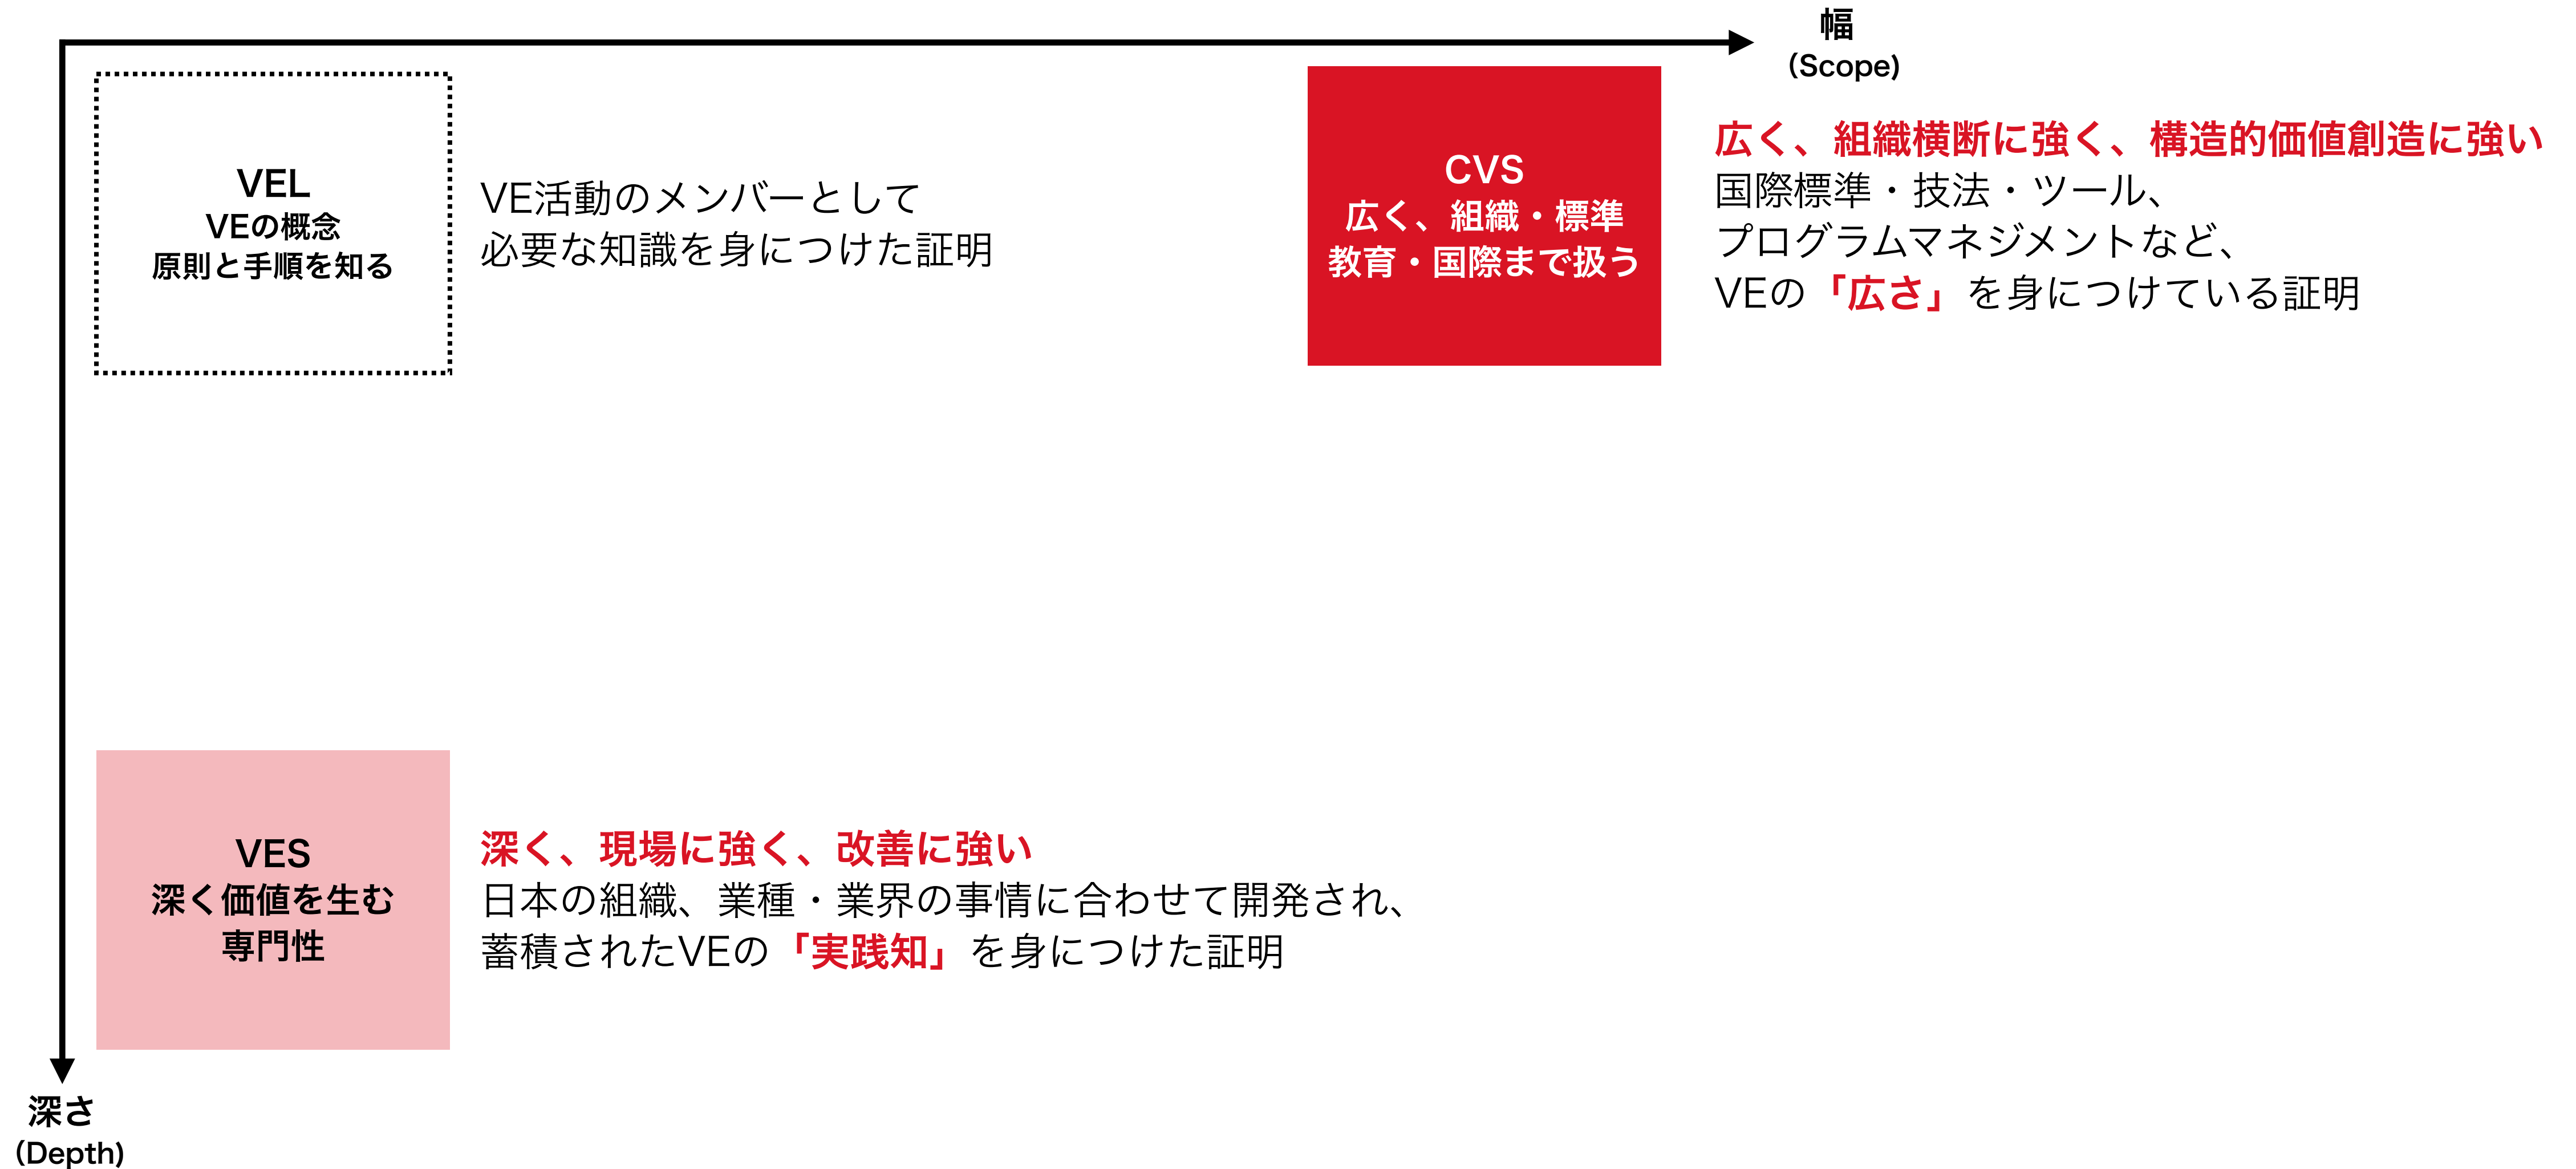 幅
(Scope)
VEL
VEの概念
原則と手順を知る
VE活動のメンバーとして
必要な知識を身につけた証明
CVS
広く、組織・標準
教育・国際まで扱う
広く、組織横断に強く、構造的価値創造に強い
国際標準・技法・ツール、
プログラムマネジメントなど、
VEの「広さ」を身につけている証明
VES
深く価値を生む
専門性
深く、現場に強く、改善に強い
日本の組織、業種・業界の事情に合わせて開発され、
蓄積されたVEの「実践知」を身につけた証明
深さ
(Depth)